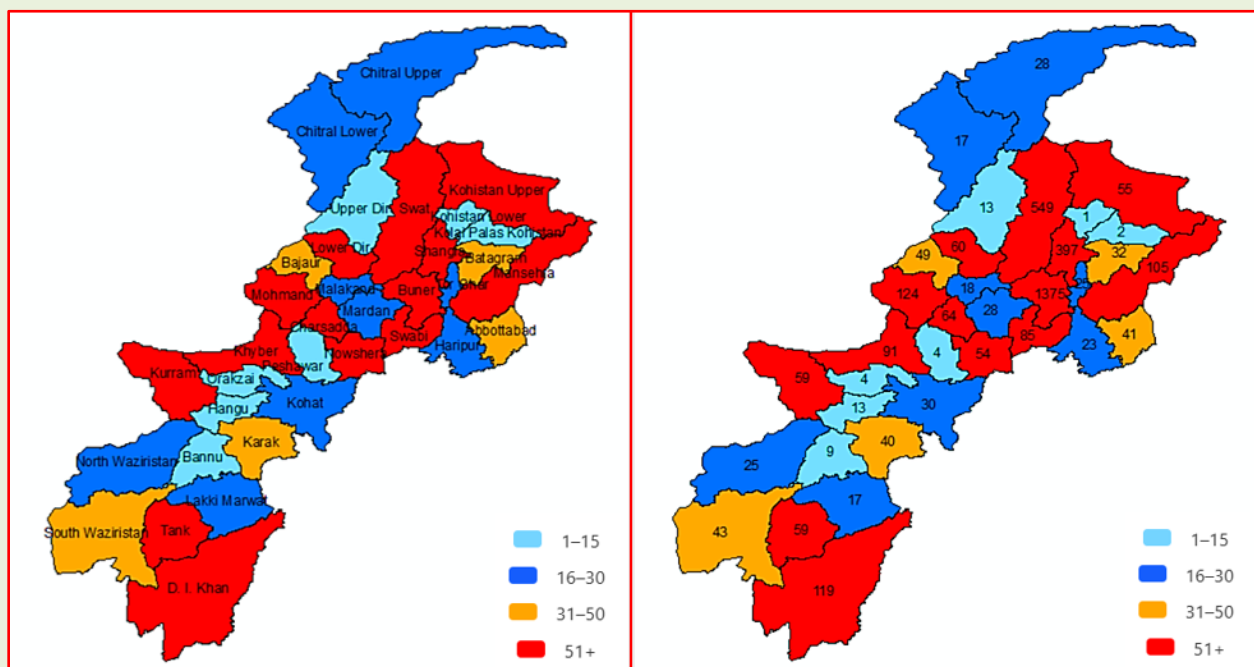 Chitral Upper
Chitral Lower
Kohistan Upper
Upper Dir
Swat
Kohistan Lower
Kolai Palas Kohistan
Lower Dir
Shangla
Batagram
Bajaur
Mansehra
Malakand
Buner
Mohmand
Mardan
Charsadda
Swabi
Abbottabad
Haripur
Khyber
Nowshera
Peshawar
Kurram
Orakzai
Hangu
Kohat
Karak
North Waziristan
Bannu
Lakki Marwat
South Waziristan
Tank
D. I. Khan
1–15
16–30
31–50
51+
28
17
55
13
549
1
2
60
397
32
49
105
18
1375
25
124
28
64
85
41
23
91
4
54
59
4
13
30
40
25
9
17
43
59
119
1–15
16–30
31–50
51+